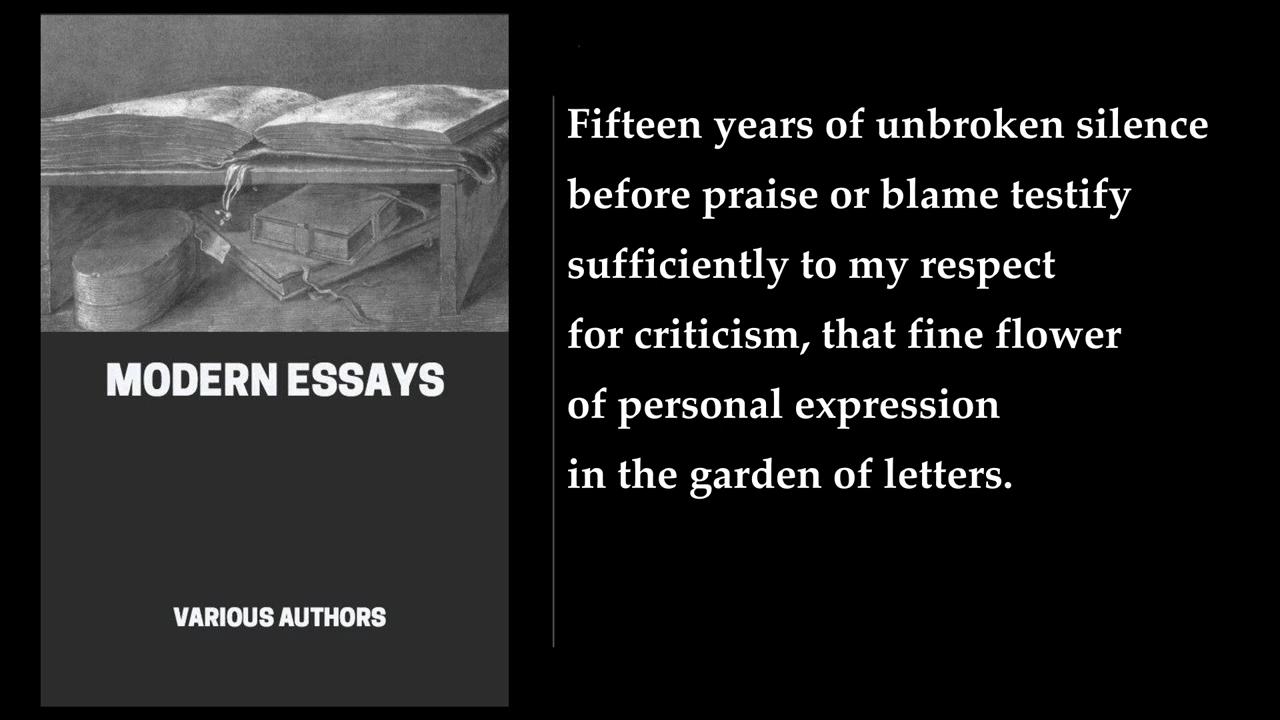 MODERN ESSAYS
VARIOUS AUTHORS
Fifteen years of unbroken silence
before praise or blame testify
sufficiently to my respect
for criticism, that fine flower
of personal expression
in the garden of letters.